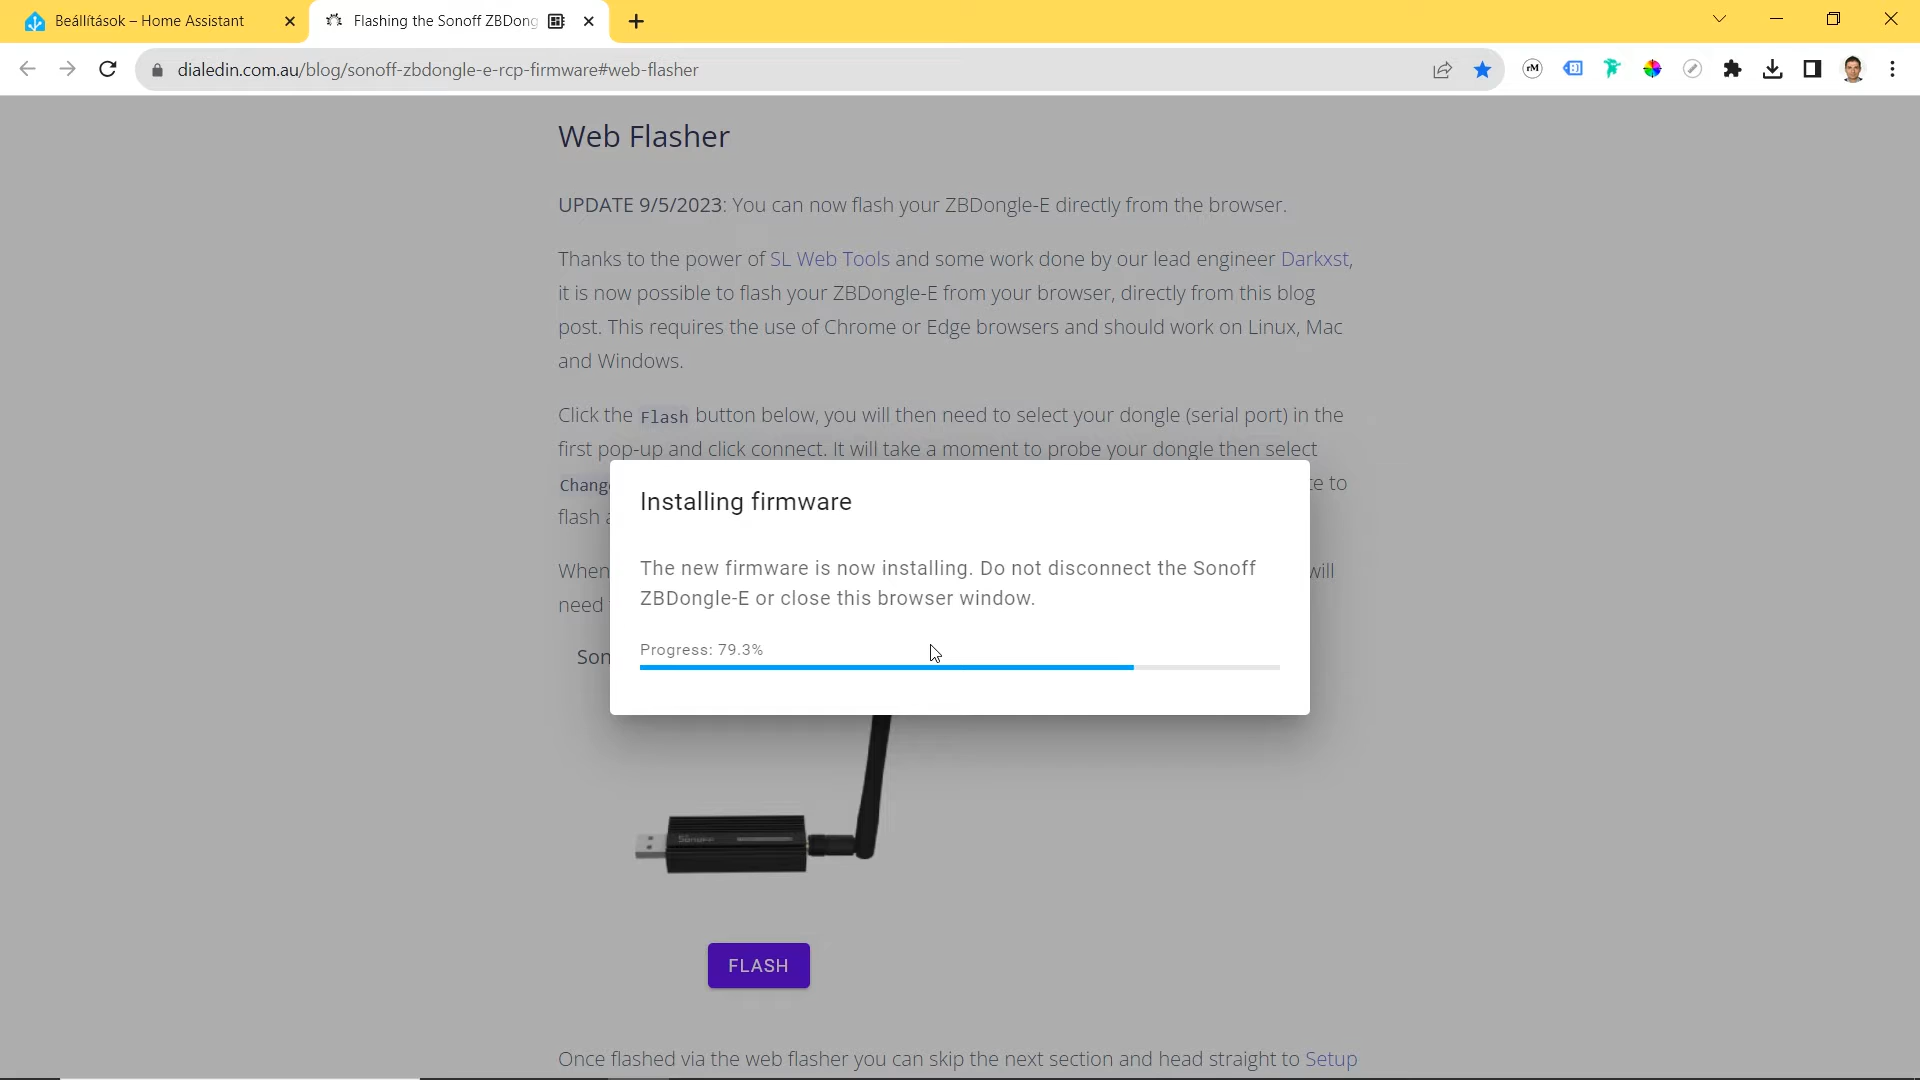 Beállítások – Home Assistant
Flashing the Sonoff ZBDong
dialedin.com.au/blog/sonoff-zbdongle-e-rcp-firmware#web-flasher
rM
Web Flasher
UPDATE 9/5/2023: You can now flash your ZBDongle-E directly from the browser.
Thanks to the power of SL Web Tools and some work done by our lead engineer Darkxst,
it is now possible to flash your ZBDongle-E from your browser, directly from this blog
post. This requires the use of Chrome or Edge browsers and should work on Linux, Mac
and Windows.
Click the Flash button below, you will then need to select your dongle (serial port) in the
first pop-up and click connect. It will take a moment to probe your dongle then select
Chang
to
flash
When will
need
Son
Installing firmware
The new firmware is now installing. Do not disconnect the Sonoff
ZBDongle-E or close this browser window.
Progress: 79.3%
SONOFF
FLASH
Once flashed via the web flasher you can skip the next section and head straight to Setup